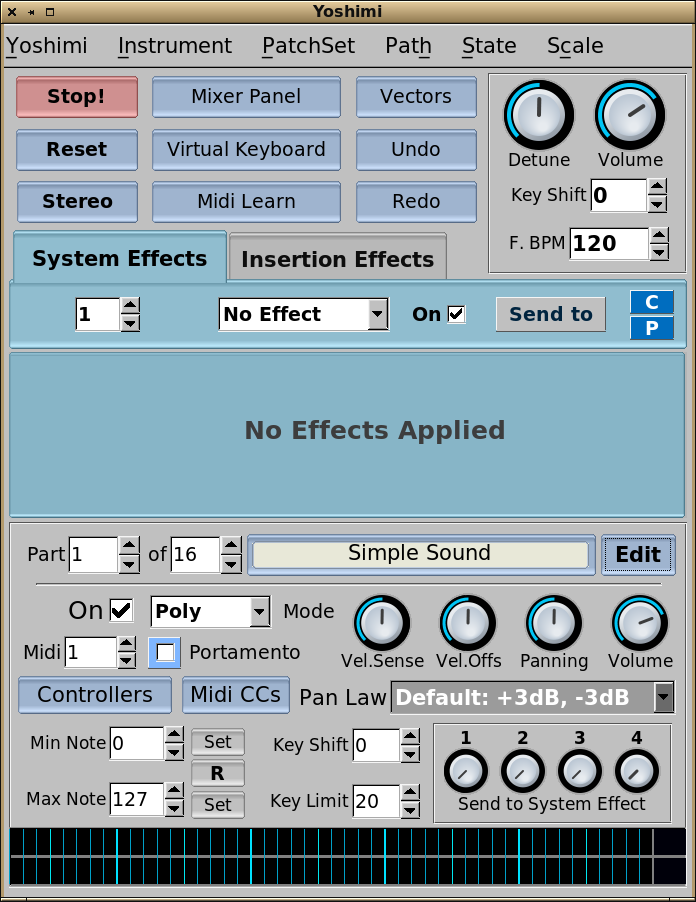 Yoshimi
Yoshimi Instrument PatchSet Path State Scale
Stop! Mixer Panel Vectors
Reset Virtual Keyboard Undo
Stereo Midi Learn Redo
Detune Volume
Key Shift 0
F. BPM 120
System Effects Insertion Effects
1 No Effect On Send to C
P
No Effects Applied
Part 1 of 16 Simple Sound Edit
On Poly Mode
Midi 1 Portamento
Vel.Sense Vel.Offs Panning Volume
Controllers Midi CCs Pan Law Default: +3dB, -3dB
Min Note 0 Set Key Shift 0
R
Max Note 127 Set Key Limit 20
1 2 3 4
Send to System Effect